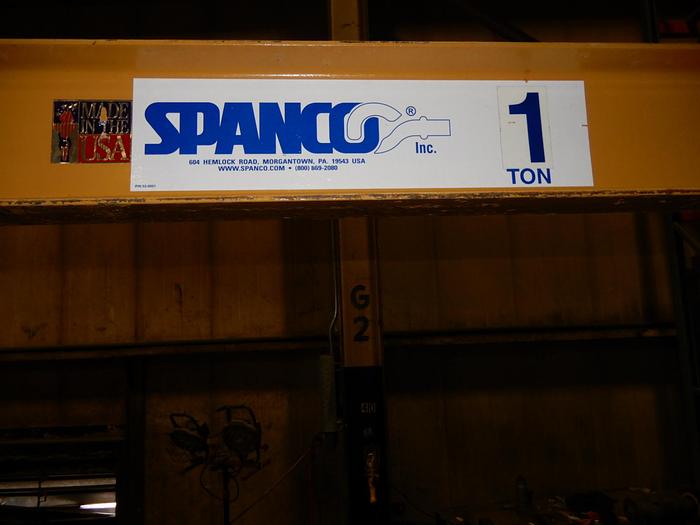 MADE
IN THE
USA
SPANCO®
Inc.
604 HEMLOCK ROAD, MORGANTOWN, PA. 19543 USA
WWW.SPANCO.COM • (800) 869-2080
1
TON
G
2
40